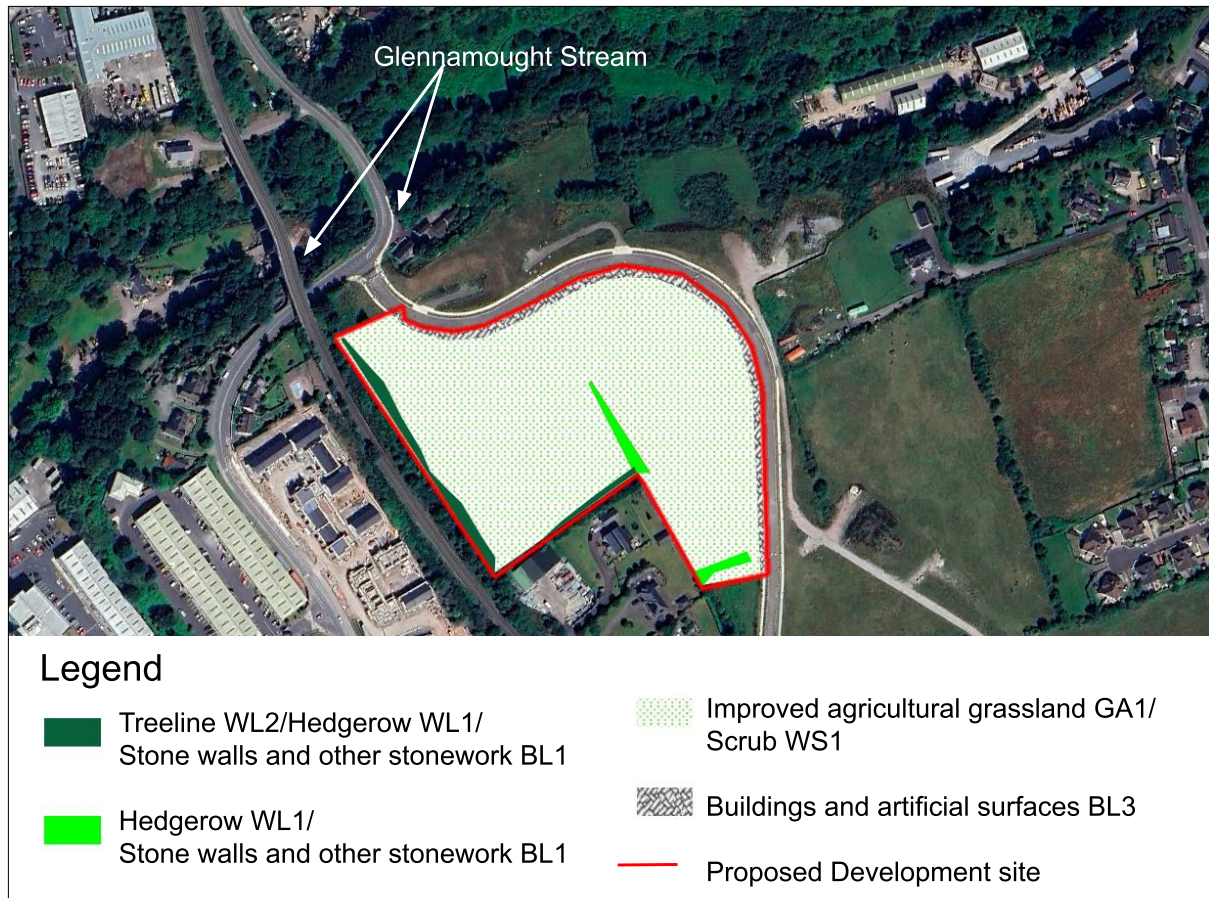 Glennamought Stream
Legend
Treeline WL2/Hedgerow WL1/
Stone walls and other stonework BL1
Hedgerow WL1/
Stone walls and other stonework BL1
Improved agricultural grassland GA1/
Scrub WS1
Buildings and artificial surfaces BL3
Proposed Development site